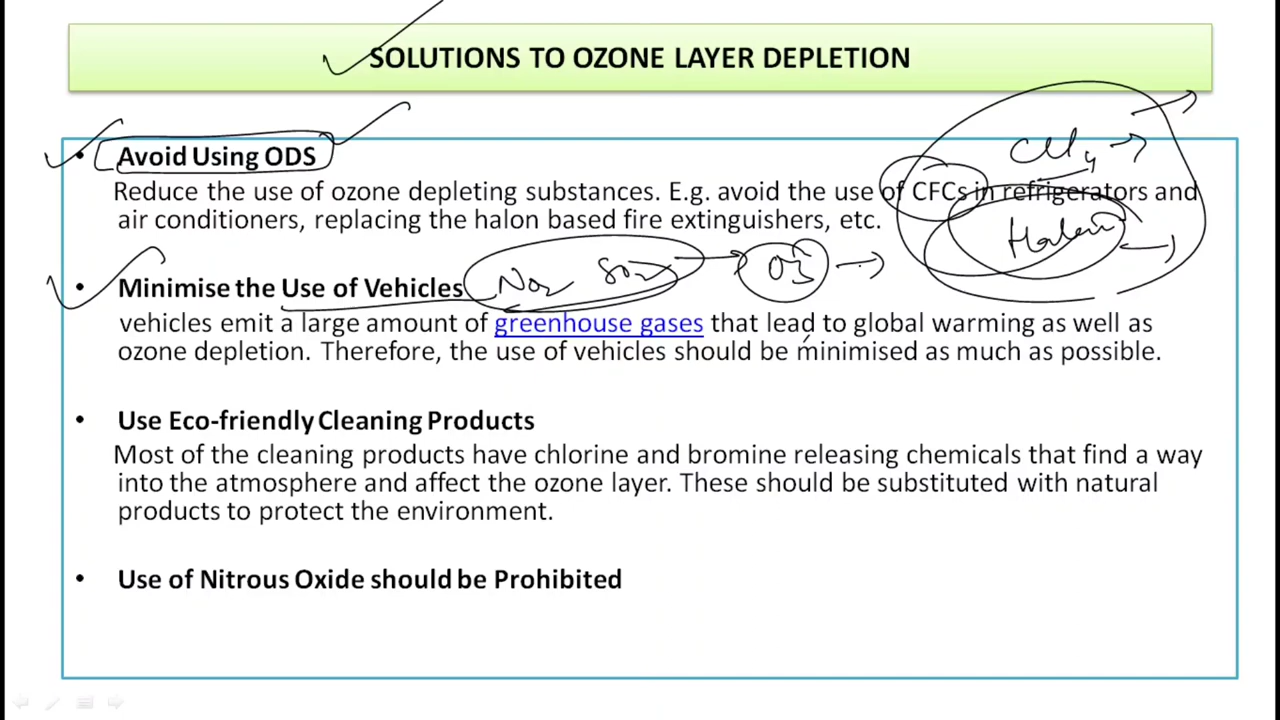 SOLUTIONS TO OZONE LAYER DEPLETION
• Avoid Using ODS
CH4
Reduce the use of ozone depleting substances. E.g. avoid the use of CFCs in refrigerators and
air conditioners, replacing the halon based fire extinguishers, etc.
Halon
• Minimise the Use of Vehicles NO2 SO2 O3
vehicles emit a large amount of greenhouse gases that lead to global warming as well as
ozone depletion. Therefore, the use of vehicles should be minimised as much as possible.
• Use Eco-friendly Cleaning Products
Most of the cleaning products have chlorine and bromine releasing chemicals that find a way
into the atmosphere and affect the ozone layer. These should be substituted with natural
products to protect the environment.
• Use of Nitrous Oxide should be Prohibited